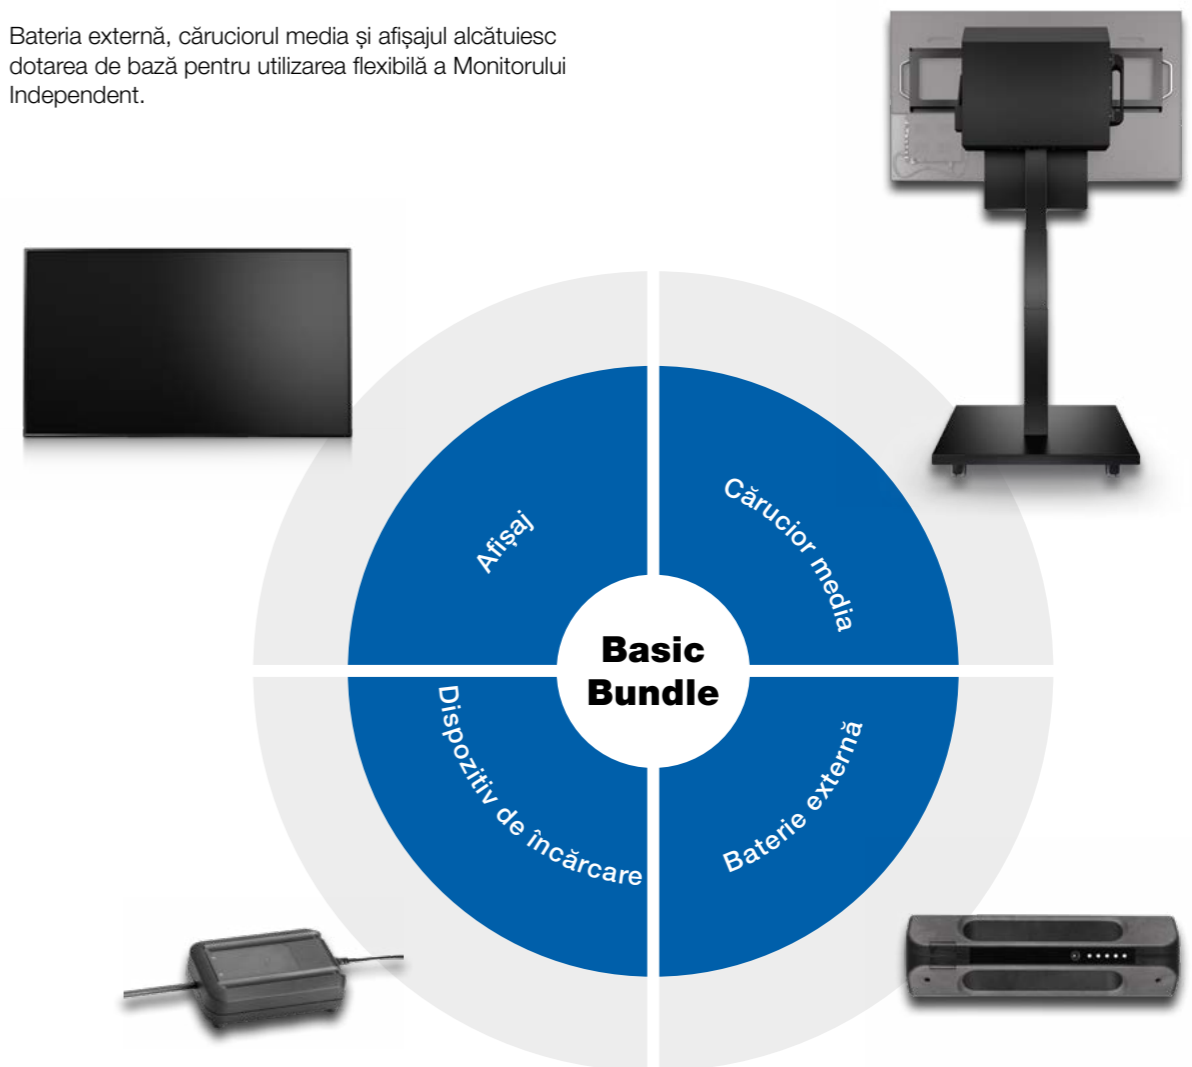 Bateria externă, căruciorul media și afișajul alcătuiesc
dotarea de bază pentru utilizarea flexibilă a Monitorului
Independent.
Afișaj
Cărucior media
Basic
Bundle
Dispozitiv de încărcare
Baterie externă